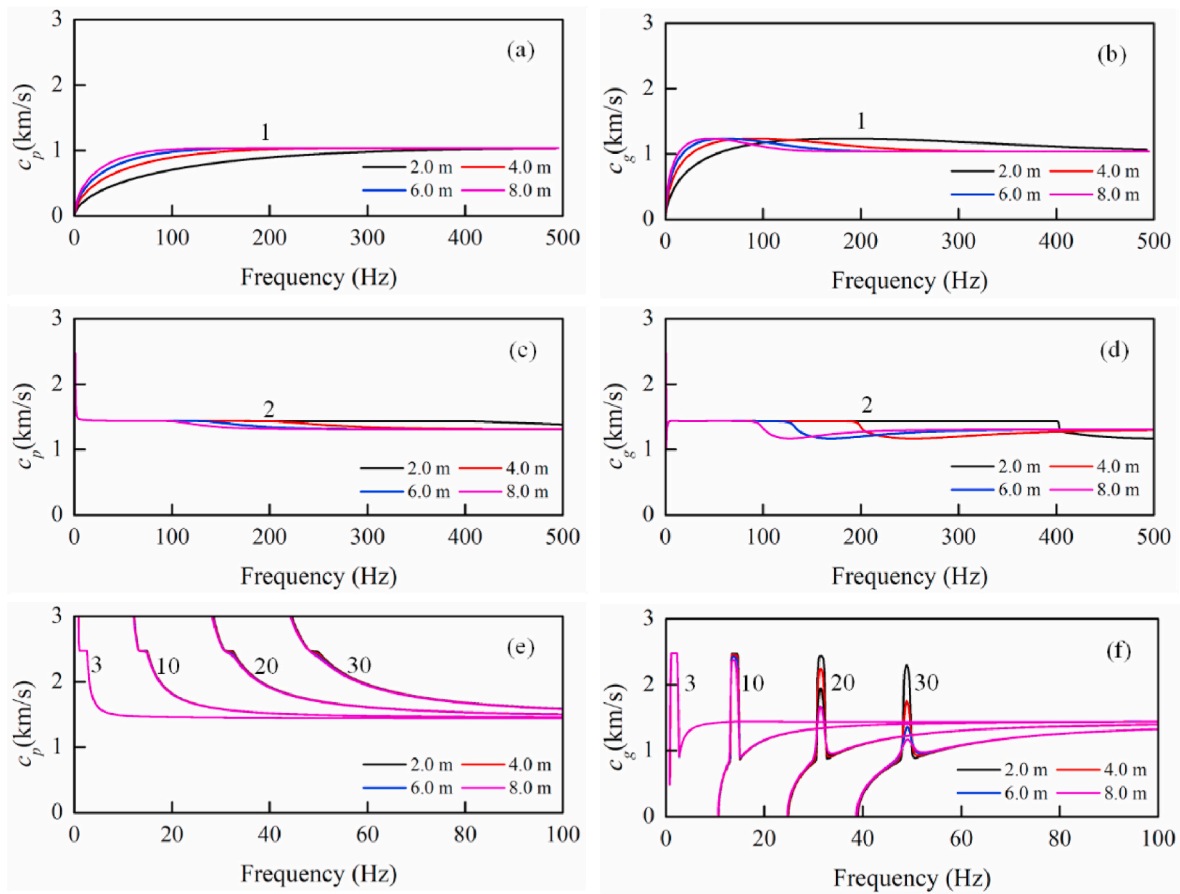 3
(a)
2
c_p(km/s)
1
1
2.0 m 4.0 m
6.0 m 8.0 m
0
0 100 200 300 400 500
Frequency (Hz)
3
(b)
2
c_g(km/s)
1
1
2.0 m 4.0 m
6.0 m 8.0 m
0
0 100 200 300 400 500
Frequency (Hz)
3
(c)
2
c_p(km/s)
2
1
2.0 m 4.0 m
6.0 m 8.0 m
0
0 100 200 300 400 500
Frequency (Hz)
3
(d)
2
c_g(km/s)
2
1
2.0 m 4.0 m
6.0 m 8.0 m
0
0 100 200 300 400 500
Frequency (Hz)
3
(e)
3 10 20 30
2
c_p(km/s)
1
2.0 m 4.0 m
6.0 m 8.0 m
0
0 20 40 60 80 100
Frequency (Hz)
3
(f)
3 10 20 30
2
c_g(km/s)
1
2.0 m 4.0 m
6.0 m 8.0 m
0
0 20 40 60 80 100
Frequency (Hz)